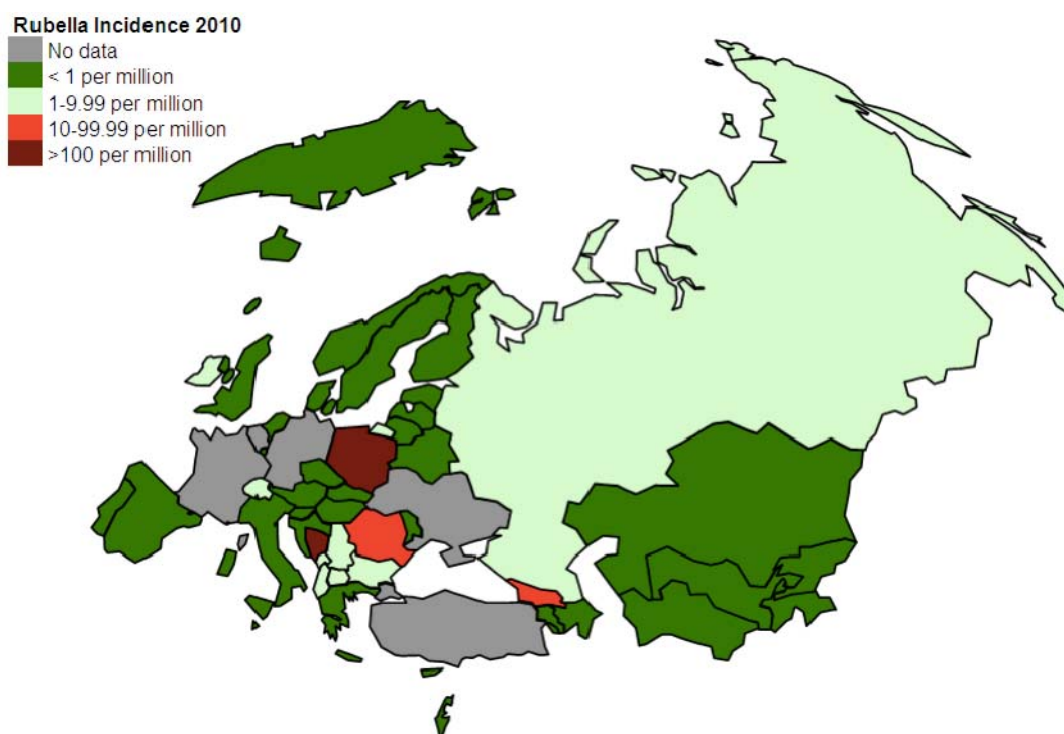 Rubella Incidence 2010
No data
< 1 per million
1-9.99 per million
10-99.99 per million
>100 per million